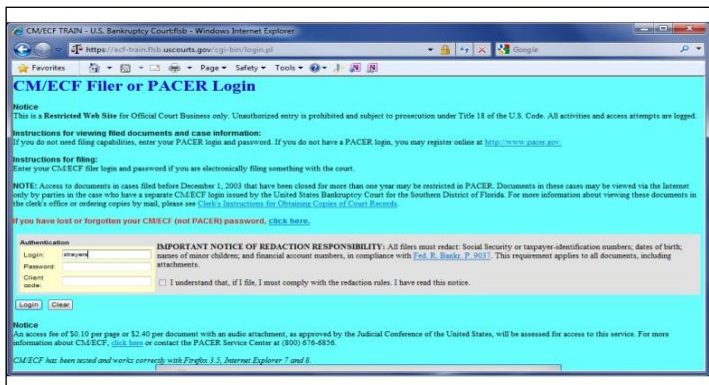 CM/ECF TRAIN - U.S. Bankruptcy Court:flsb - Windows Internet Explorer
https://ecf-train.flsb.uscourts.gov/cgi-bin/login.pl
Google
Favorites Page Safety Tools
CM/ECF Filer or PACER Login
Notice
This is a Restricted Web Site for Official Court Business only. Unauthorized entry is prohibited and subject to prosecution under Title 18 of the U.S. Code. All activities and access attempts are logged.
Instructions for viewing filed documents and case information:
If you do not need filing capabilities, enter your PACER login and password. If you do not have a PACER login, you may register online at http://www.pacer.gov.
Instructions for filing:
Enter your CM/ECF filer login and password if you are electronically filing something with the court.
NOTE: Access to documents in cases filed before December 1, 2003 that have been closed for more than one year may be restricted in PACER. Documents in these cases may be viewed via the Internet
only by parties in the case who have a separate CM/ECF login issued by the United States Bankruptcy Court for the Southern District of Florida. For more information about viewing these documents in
the clerk's office or ordering copies by mail, please see Clerk's Instructions for Obtaining Copies of Court Records.
If you have lost or forgotten your CM/ECF (not PACER) password, click here.
Authentication
Login:
Password:
Client
code:
IMPORTANT NOTICE OF REDACTION RESPONSIBILITY: All filers must redact: Social Security or taxpayer-identification numbers; dates of birth;
names of minor children; and financial account numbers, in compliance with Fed. R. Bankr. P. 9037. This requirement applies to all documents, including
attachments.
I understand that, if I file, I must comply with the redaction rules. I have read this notice.
Login Clear
Notice
An access fee of $0.10 per page or $2.40 per document with an audio attachment, as approved by the Judicial Conference of the United States, will be assessed for access to this service. For more
information about CM/ECF, click here or contact the PACER Service Center at (800) 676-6856.
CM/ECF has been tested and works correctly with Firefox 3.5, Internet Explorer 7 and 8.